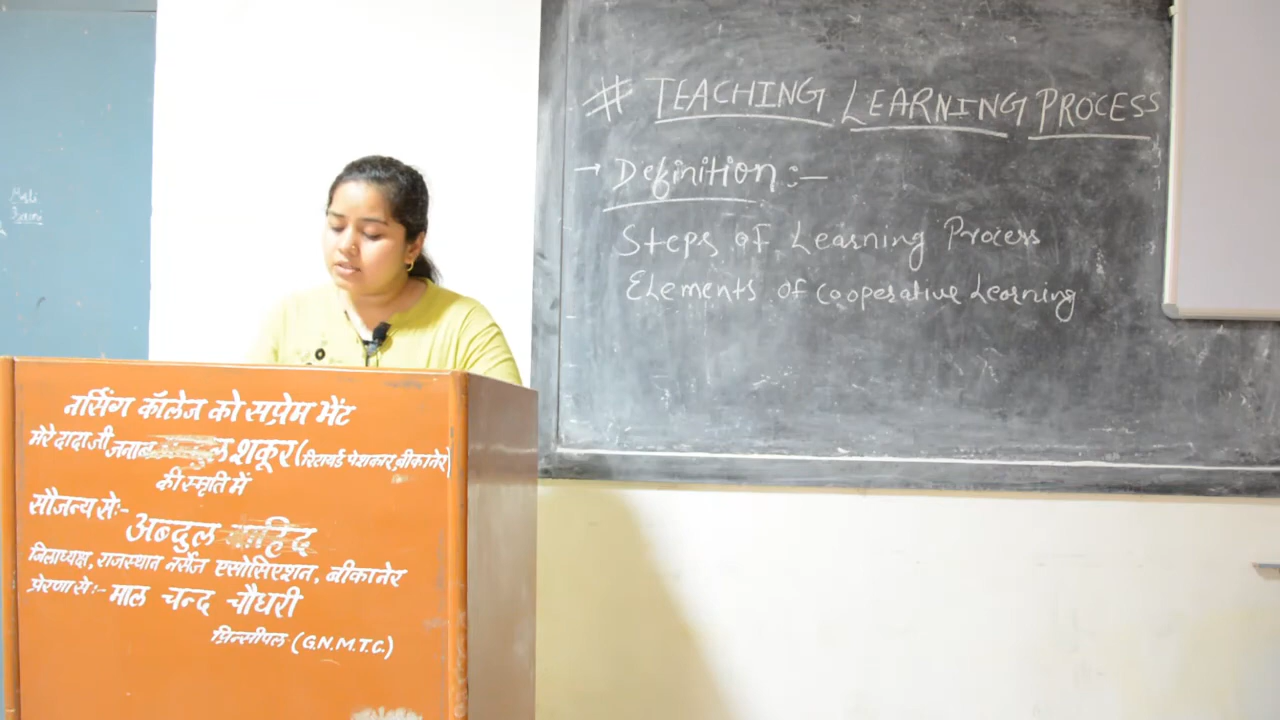 # TEACHING LEARNING PROCESS
→ Definition :-
Steps of Learning Process
Elements of Cooperative Learning
नर्सिंग कॉलेज को सप्रेम भेंट
मेरे दादाजी जनाब शकूर (रिटायर्ड पेशकार, बीकानेर)
की स्मृति में
सौजन्य से:-
अब्दुल
जिलाध्यक्ष, राजस्थान नर्सेज एसोसिएशन, बीकानेर
प्रेरणा से:- माल चन्द चौधरी
प्रिन्सीपल (G.N.M.T.C.)